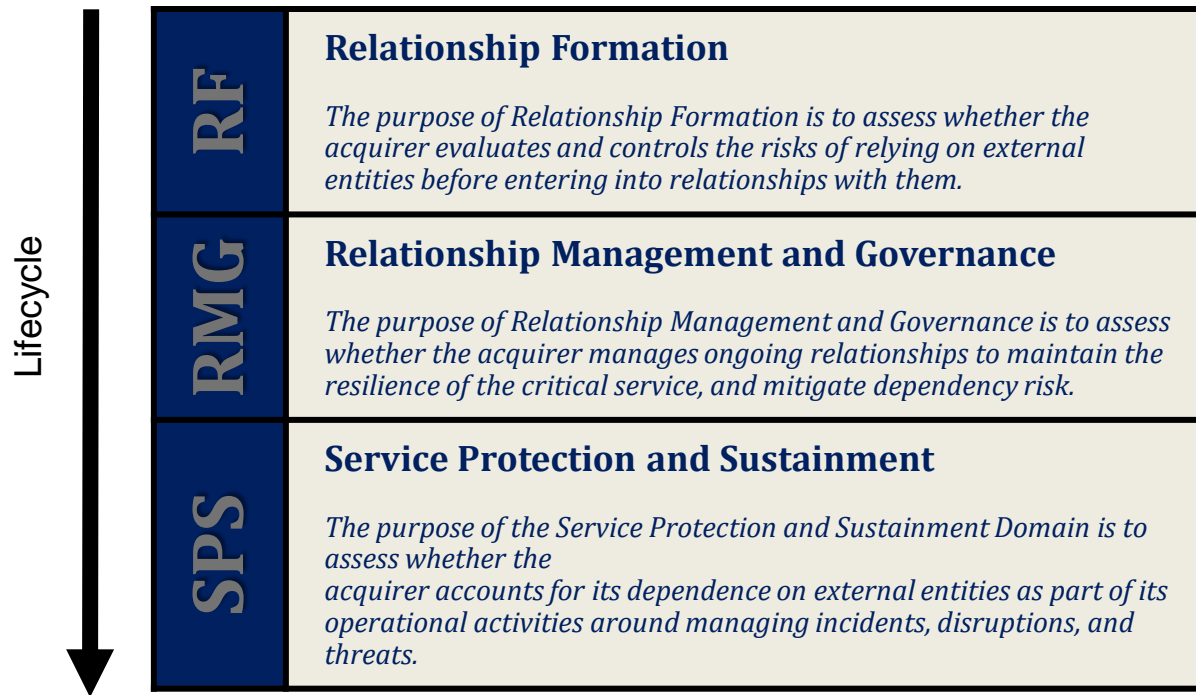 Lifecycle
RF
Relationship Formation
The purpose of Relationship Formation is to assess whether the
acquirer evaluates and controls the risks of relying on external
entities before entering into relationships with them.
RMG
Relationship Management and Governance
The purpose of Relationship Management and Governance is to assess
whether the acquirer manages ongoing relationships to maintain the
resilience of the critical service, and mitigate dependency risk.
SPS
Service Protection and Sustainment
The purpose of the Service Protection and Sustainment Domain is to
assess whether the
acquirer accounts for its dependence on external entities as part of its
operational activities around managing incidents, disruptions, and
threats.